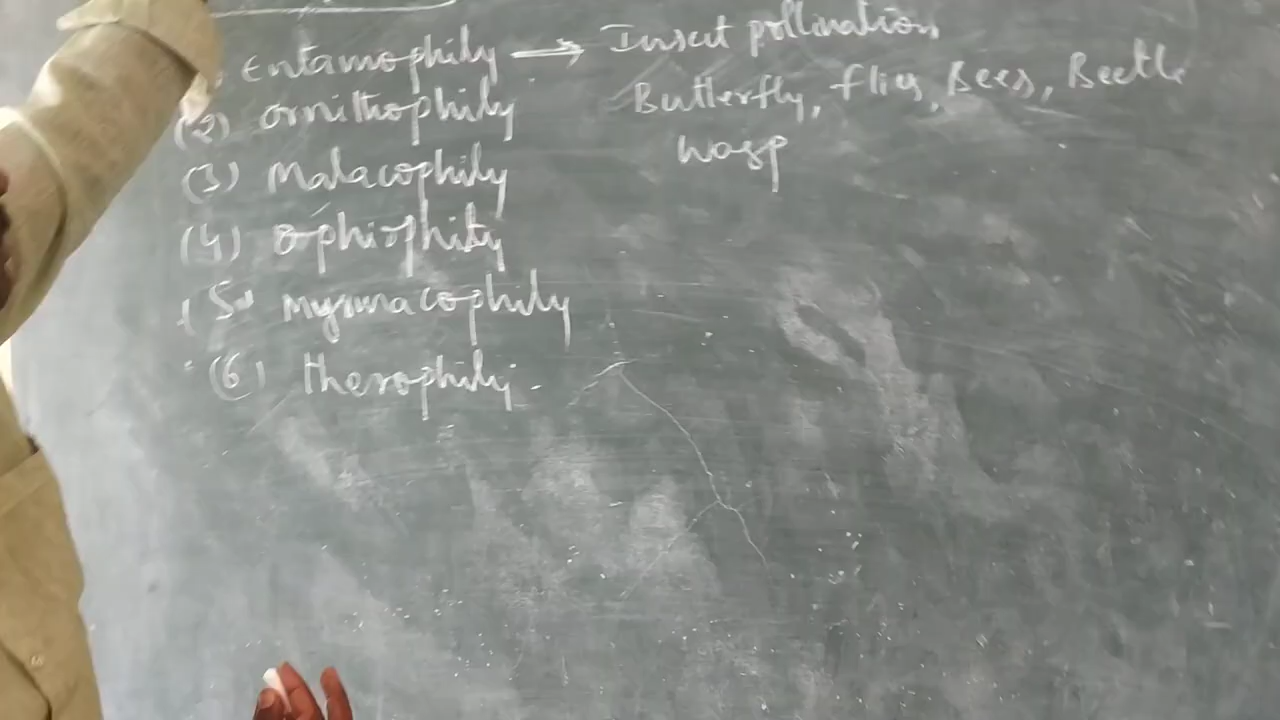 Entamophily → Insect pollination
Butterfly, flies, Bees, Beetle
wasp
(2) ornithophily
(3) Malacophily
(4) ophiophily
(5) myrmacophily
(6) therophily.